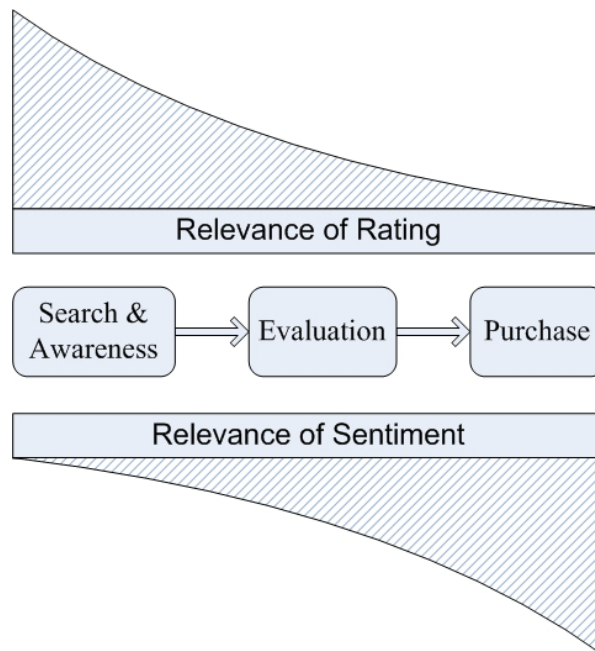 Relevance of Rating
Search &
Awareness
Evaluation
Purchase
Relevance of Sentiment